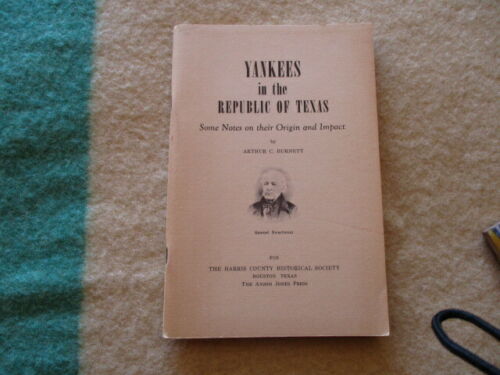 YANKEES
in the
REPUBLIC OF TEXAS
Some Notes on their Origin and Impact
by
ARTHUR C. BURNETT
Samuel
FOR
THE HARRIS COUNTY HISTORICAL SOCIETY
HOUSTON TEXAS
THE ANSON JONES PRESS